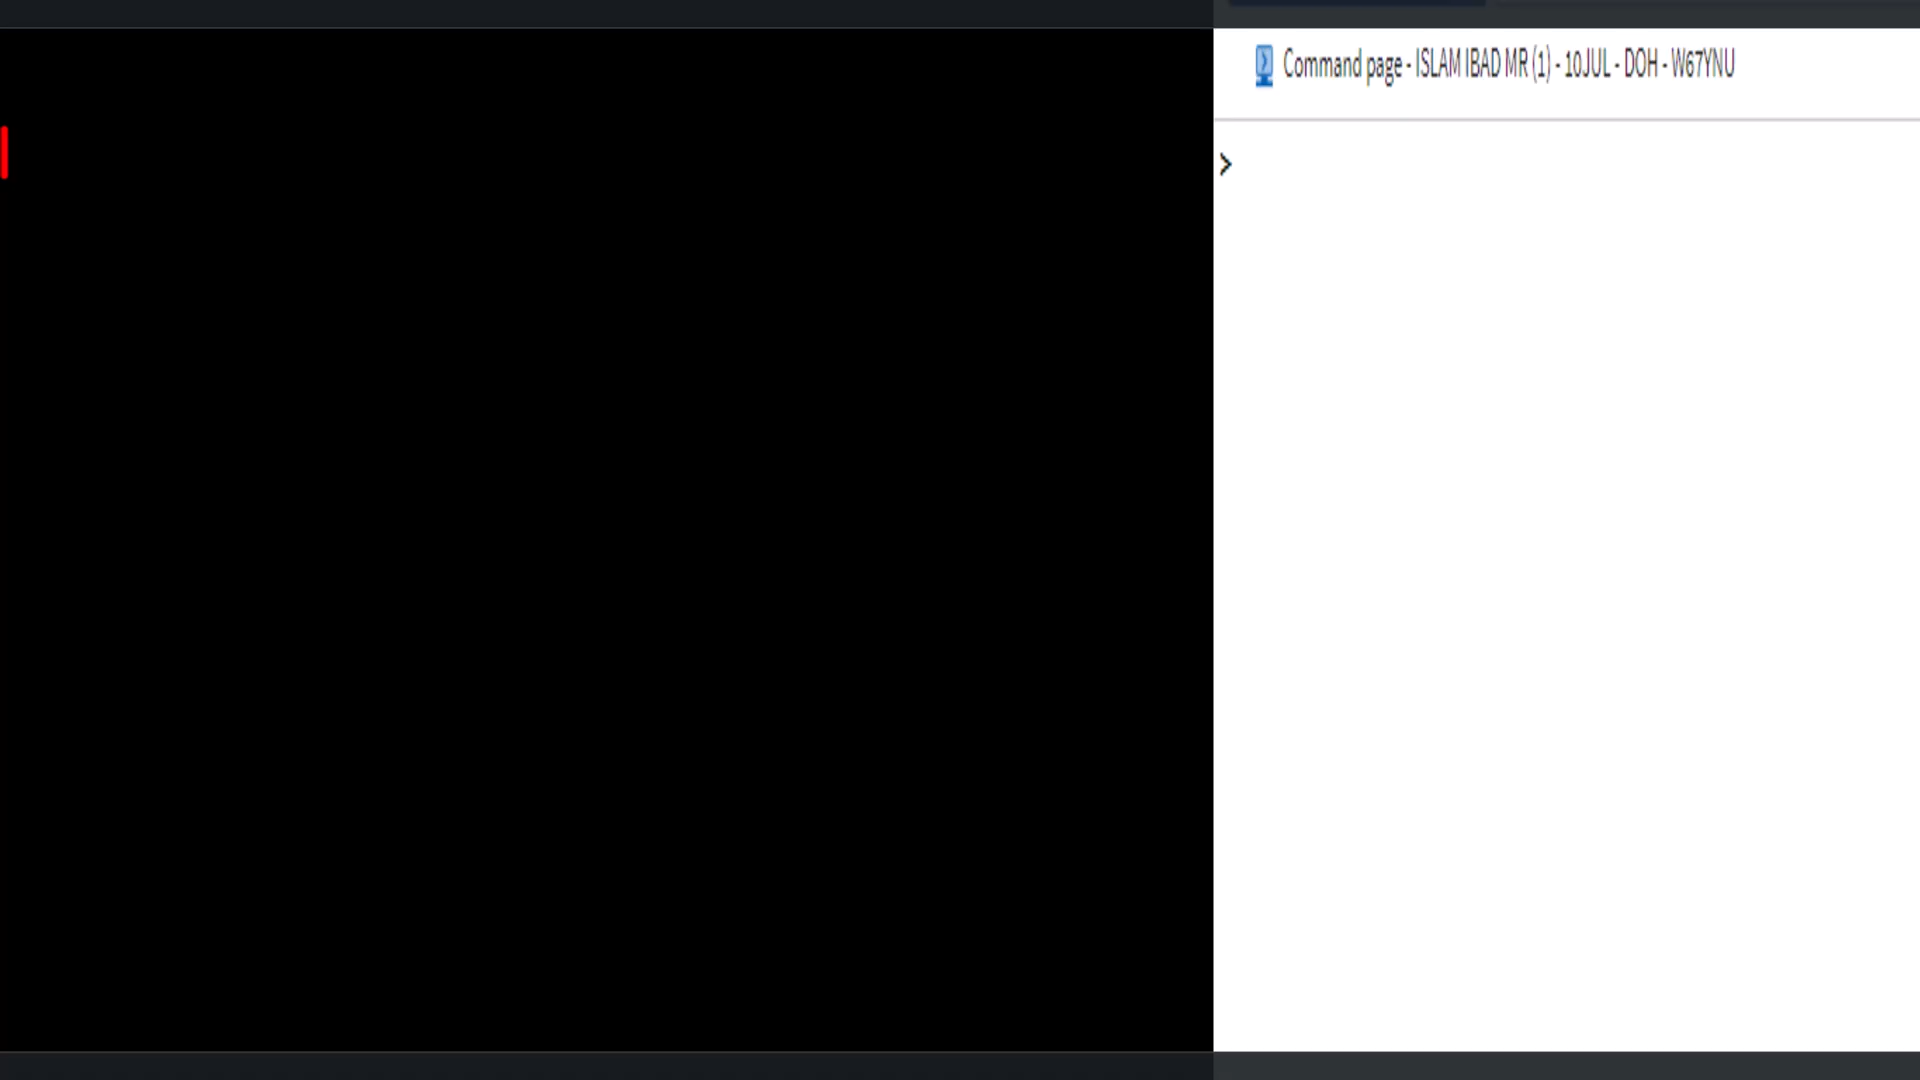 Command page - ISLAM IBAD MR (1) - 10JUL - DOH - W67YNU
>